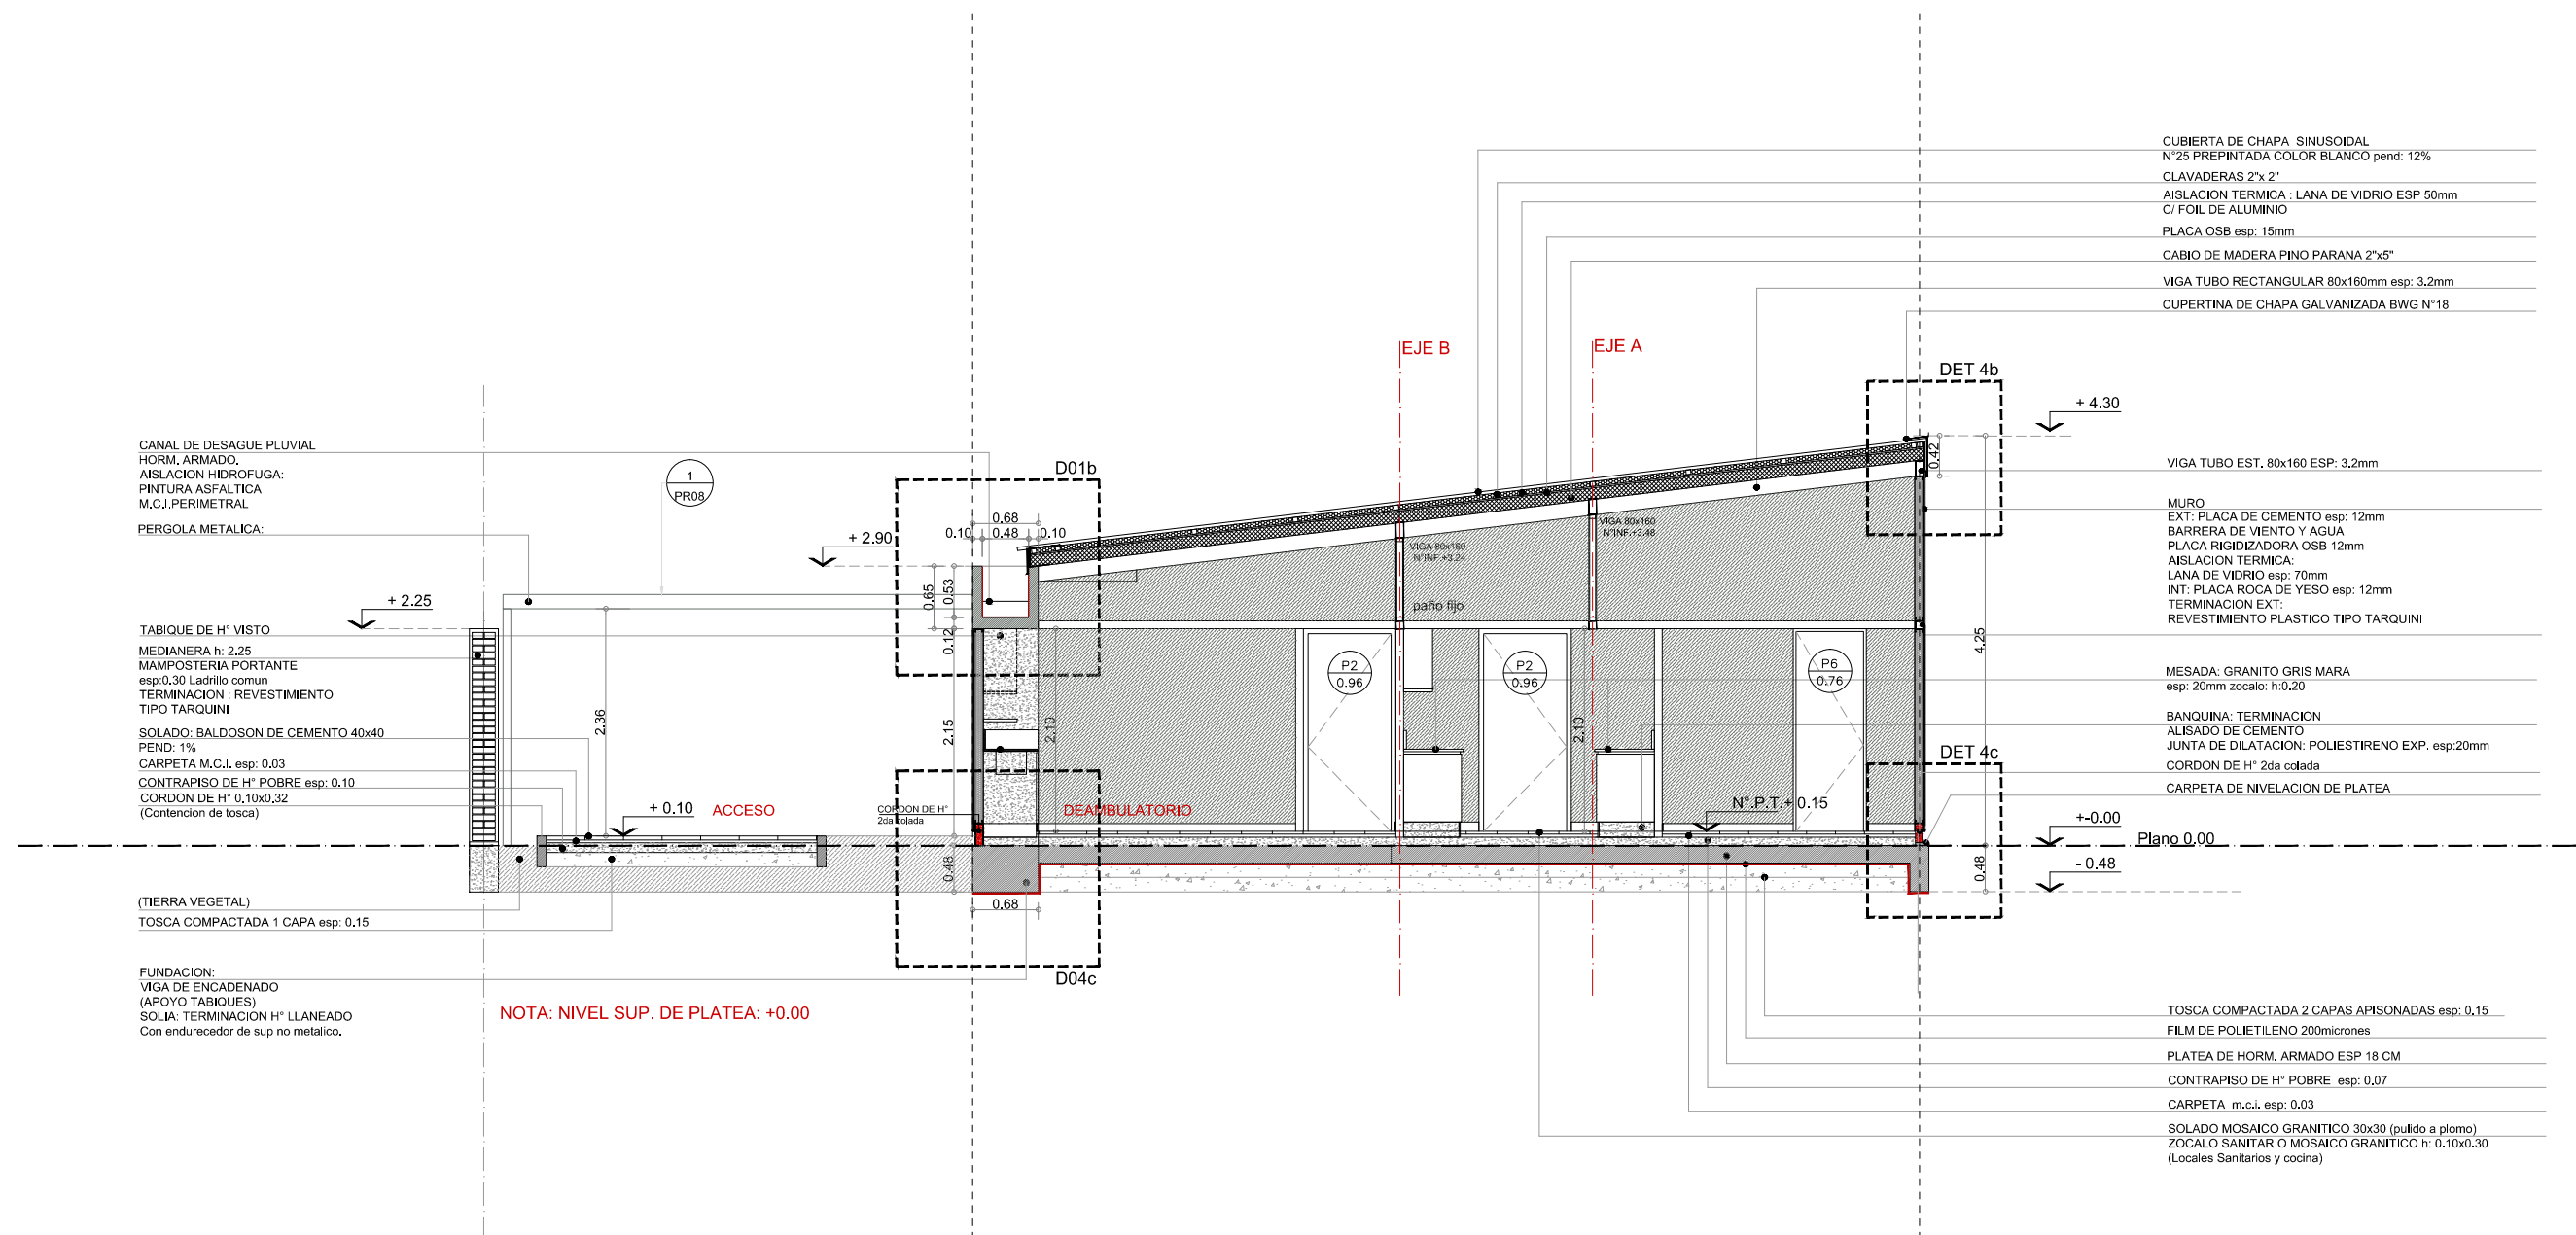 CUBIERTA DE CHAPA SINUSOIDAL
N°25 PREPINTADA COLOR BLANCO pend: 12%
CLAVADERAS 2"x 2"
AISLACION TERMICA : LANA DE VIDRIO ESP 50mm
C/ FOIL DE ALUMINIO
PLACA OSB esp: 15mm
CABIO DE MADERA PINO PARANA 2"x5"
VIGA TUBO RECTANGULAR 80x160mm esp: 3.2mm
CUPERTINA DE CHAPA GALVANIZADA BWG N°18
EJE B
EJE A
DET 4b
+ 4.30
0.42
VIGA TUBO EST. 80x160 ESP: 3.2mm
MURO
EXT: PLACA DE CEMENTO esp: 12mm
BARRERA DE VIENTO Y AGUA
PLACA RIGIDIZADORA OSB 12mm
AISLACION TERMICA:
LANA DE VIDRIO esp: 70mm
INT: PLACA ROCA DE YESO esp: 12mm
TERMINACION EXT:
REVESTIMIENTO PLASTICO TIPO TARQUINI
4.25
MESADA: GRANITO GRIS MARA
esp: 20mm zocalo: h:0.20
BANQUINA: TERMINACION
ALISADO DE CEMENTO
JUNTA DE DILATACION: POLIESTIRENO EXP. esp:20mm
DET 4c
CORDON DE H° 2da colada
CARPETA DE NIVELACION DE PLATEA
+-0.00
Plano 0.00
- 0.48
0.48
CANAL DE DESAGUE PLUVIAL
HORM. ARMADO.
AISLACION HIDROFUGA:
PINTURA ASFALTICA
M.C.I.PERIMETRAL
PERGOLA METALICA:
1
PR08
D01b
0.68
0.10
0.48
0.10
+ 2.90
0.65
0.53
0.12
+ 2.25
VIGA 80x160
N°INF.+3.24
VIGA 80x160
N°INF.+3.48
paño fijo
TABIQUE DE H° VISTO
MEDIANERA h: 2.25
MAMPOSTERIA PORTANTE
esp:0.30 Ladrillo comun
TERMINACION : REVESTIMIENTO
TIPO TARQUINI
SOLADO: BALDOSON DE CEMENTO 40x40
PEND: 1%
CARPETA M.C.I. esp: 0.03
CONTRAPISO DE H° POBRE esp: 0.10
CORDON DE H° 0,10x0,32
(Contencion de tosca)
2.36
2.15
2.10
P2
0.96
P2
0.96
2.10
P6
0.76
+ 0.10
ACCESO
CORDON DE H°
2da colada
DEAMBULATORIO
N°.P.T.+ 0.15
0.48
0.68
(TIERRA VEGETAL)
TOSCA COMPACTADA 1 CAPA esp: 0.15
FUNDACION:
VIGA DE ENCADENADO
(APOYO TABIQUES)
SOLIA: TERMINACION H° LLANEADO
Con endurecedor de sup no metalico.
D04c
NOTA: NIVEL SUP. DE PLATEA: +0.00
TOSCA COMPACTADA 2 CAPAS APISONADAS esp: 0.15
FILM DE POLIETILENO 200micrones
PLATEA DE HORM. ARMADO ESP 18 CM
CONTRAPISO DE H° POBRE esp: 0.07
CARPETA m.c.i. esp: 0.03
SOLADO MOSAICO GRANITICO 30x30 (pulido a plomo)
ZOCALO SANITARIO MOSAICO GRANITICO h: 0.10x0.30
(Locales Sanitarios y cocina)